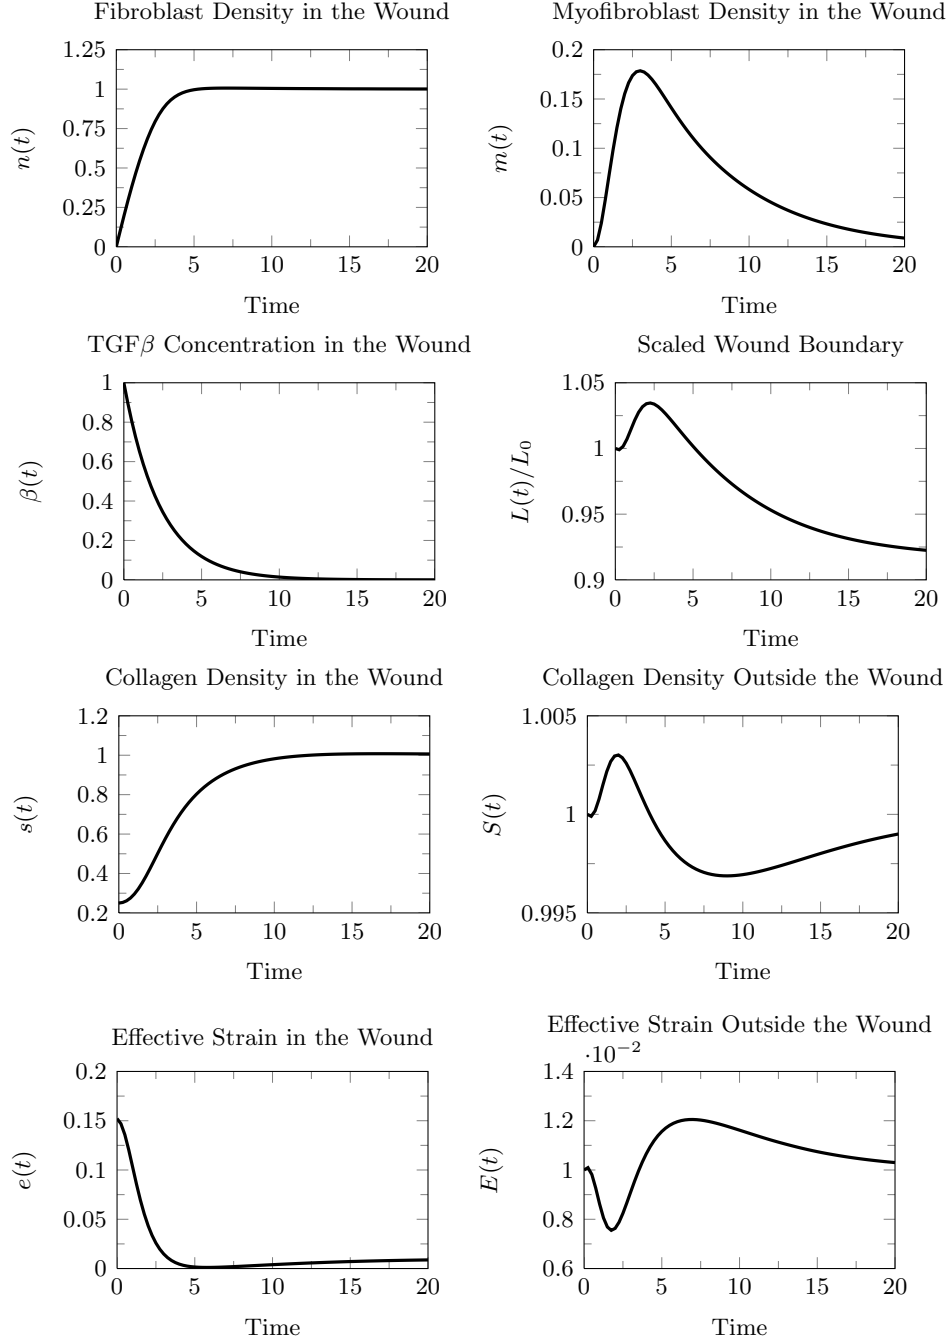 Fibroblast Density in the Wound
1.25
1
0.75
0.5
0.25
0
n(t)
0 5 10 15 20
Time
Myofibroblast Density in the Wound
0.2
0.15
0.1
0.05
0
m(t)
0 5 10 15 20
Time
TGFβ Concentration in the Wound
1
0.8
0.6
0.4
0.2
0
β(t)
0 5 10 15 20
Time
Scaled Wound Boundary
1.05
1
0.95
0.9
L(t)/L₀
0 5 10 15 20
Time
Collagen Density in the Wound
1.2
1
0.8
0.6
0.4
0.2
s(t)
0 5 10 15 20
Time
Collagen Density Outside the Wound
1.005
1
0.995
S(t)
0 5 10 15 20
Time
Effective Strain in the Wound
0.2
0.15
0.1
0.05
0
e(t)
0 5 10 15 20
Time
Effective Strain Outside the Wound
·10⁻²
1.4
1.2
1
0.8
0.6
E(t)
0 5 10 15 20
Time